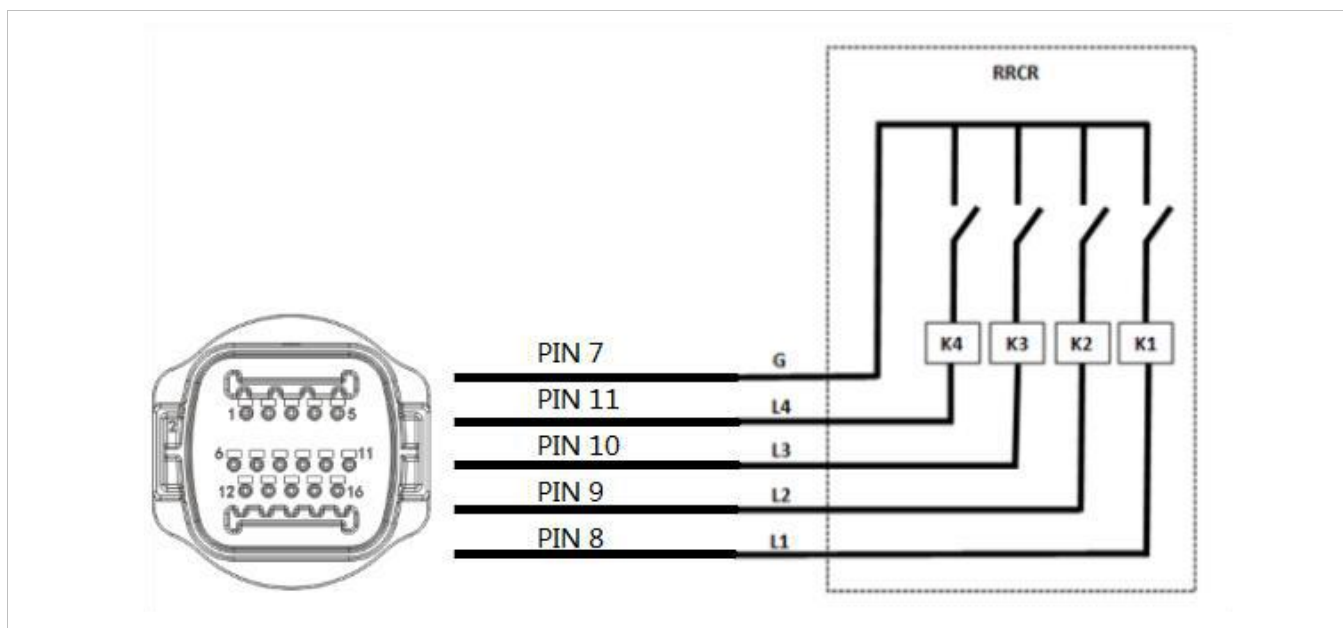 RRCR
K4 K3 K2 K1
PIN 7 G
PIN 11 L4
PIN 10 L3
PIN 9 L2
PIN 8 L1
1 5
2
6 11
12 16